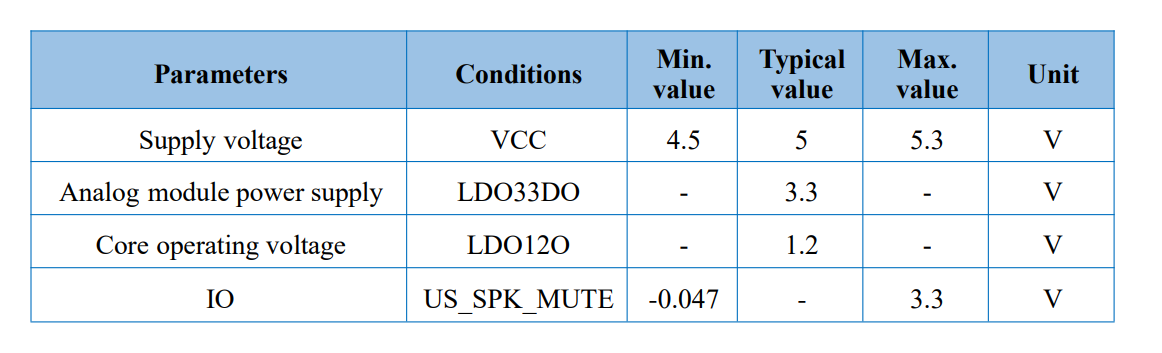 Parameters Conditions Min. value Typical value Max. value Unit
Supply voltage VCC 4.5 5 5.3 V
Analog module power supply LDO33DO - 3.3 - V
Core operating voltage LDO12O - 1.2 - V
IO US_SPK_MUTE -0.047 - 3.3 V